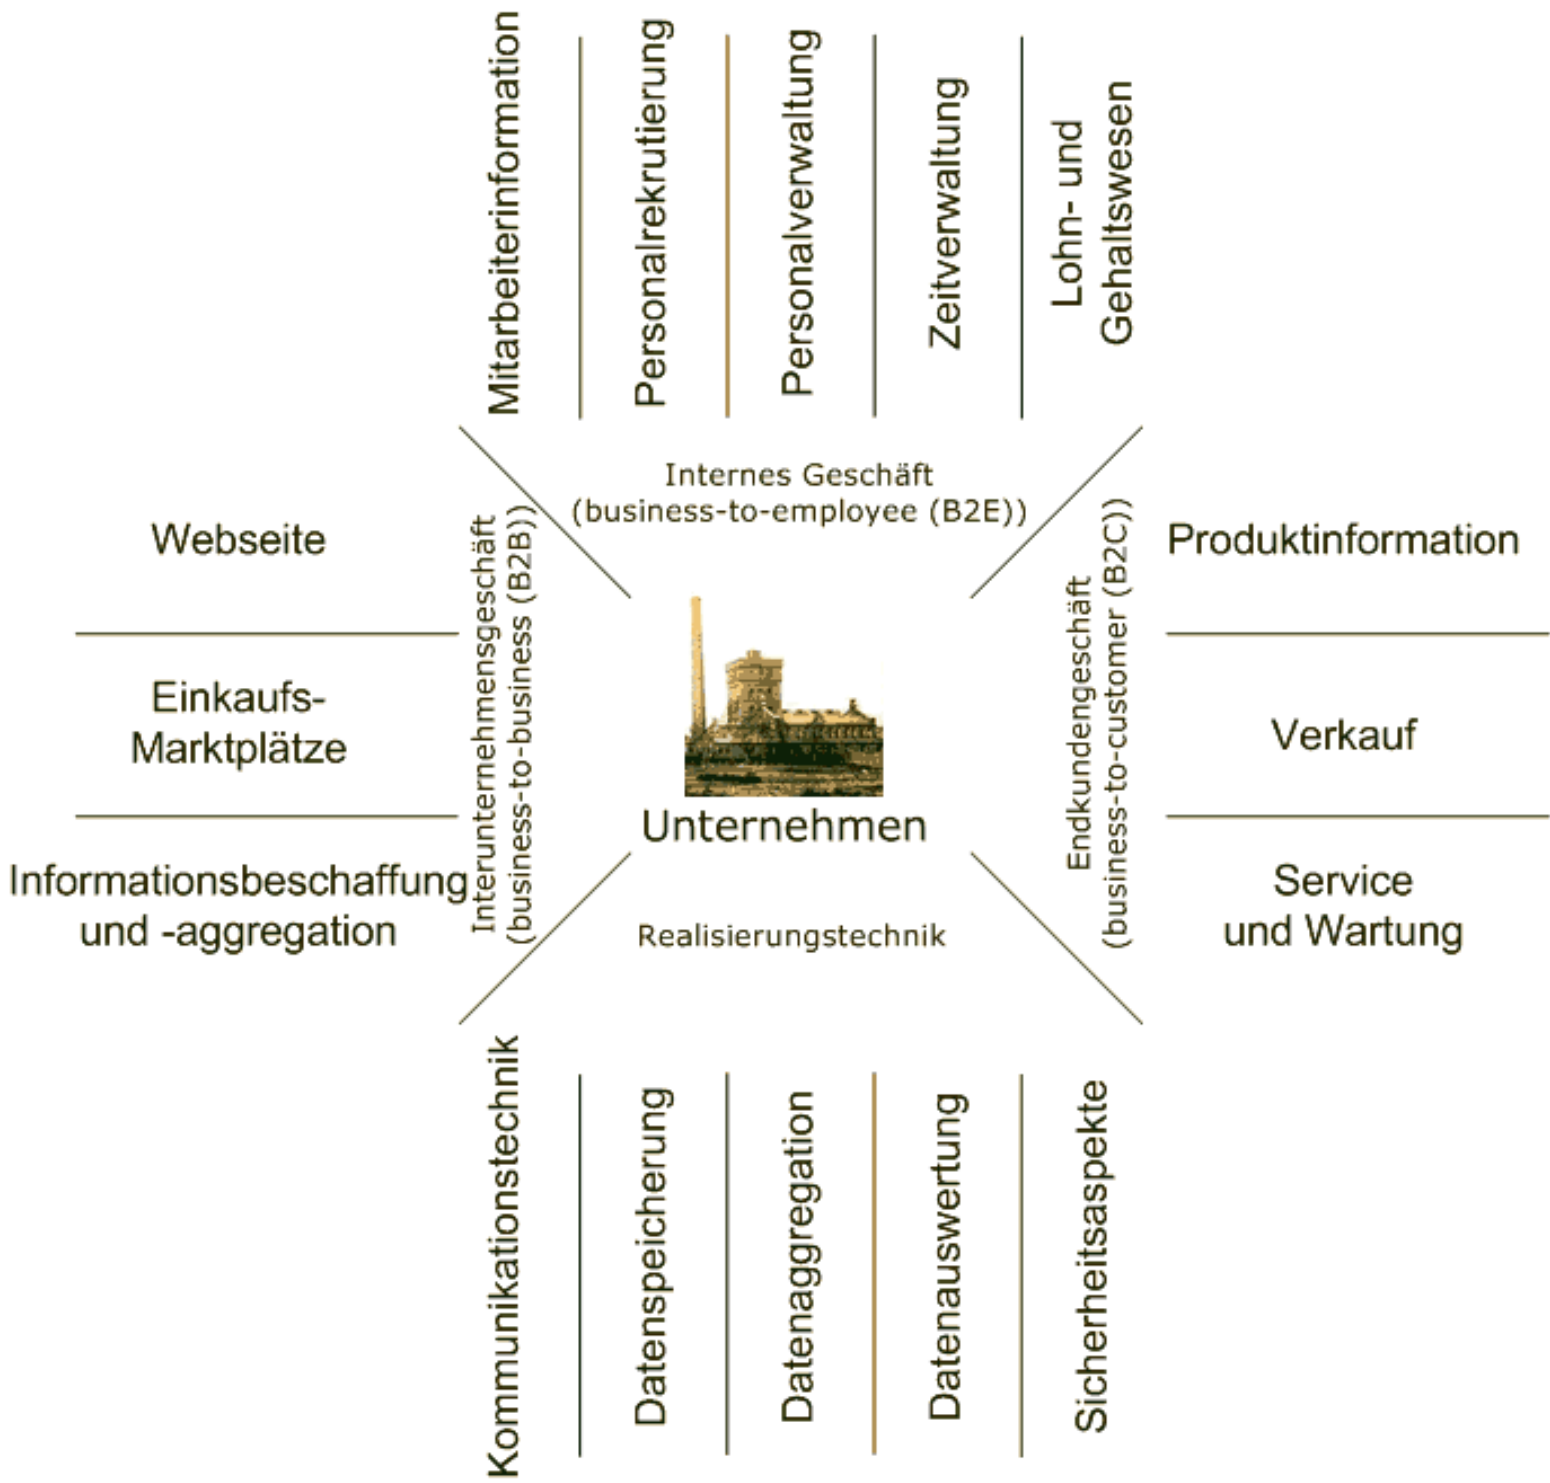 Mitarbeiterinformation
Personalrekrutierung
Personalverwaltung
Zeitverwaltung
Lohn- und
Gehaltswesen
Internes Geschäft
(business-to-employee (B2E))
Webseite
Einkaufs-
Marktplätze
Informationsbeschaffung
und -aggregation
Interunternehmensgeschäft
(business-to-business (B2B))
Unternehmen
Endkundengeschäft
(business-to-customer (B2C))
Produktinformation
Verkauf
Service
und Wartung
Realisierungstechnik
Kommunikationstechnik
Datenspeicherung
Datenaggregation
Datenauswertung
Sicherheitsaspekte